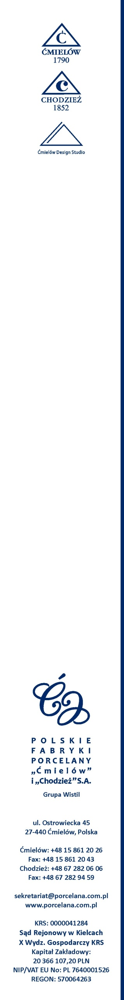 Ć
ĆMIELÓW
1790
C
CHODZIEŻ
1852
Ćmielów Design Studio
POLSKIE
FABRYKI
PORCELANY
„Ćmielów”
i „Chodzież” S.A.
Grupa Wistil
ul. Ostrowiecka 45
27-440 Ćmielów, Polska
Ćmielów: +48 15 861 20 26
Fax: +48 15 861 20 43
Chodzież: +48 67 282 06 06
Fax: +48 67 282 94 59
sekretariat@porcelana.com.pl
www.porcelana.com.pl
KRS: 0000041284
Sąd Rejonowy w Kielcach
X Wydz. Gospodarczy KRS
Kapitał Zakładowy:
20 366 107,20 PLN
NIP/VAT EU No: PL 7640001526
REGON: 570064263